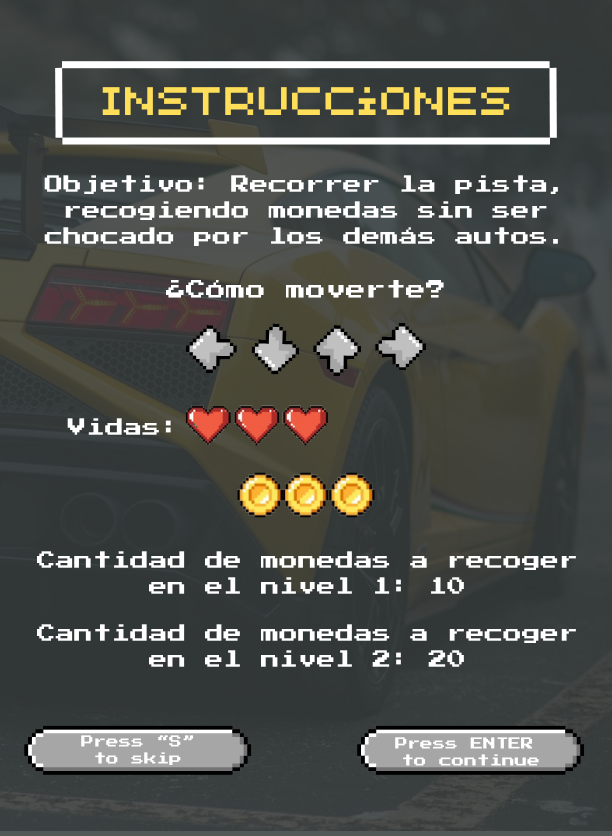 INSTRUCCiONES
Objetivo: Recorrer la pista,
recogiendo monedas sin ser
chocado por los demás autos.
¿Cómo moverte?
Vidas:
Cantidad de monedas a recoger
en el nivel 1: 10
Cantidad de monedas a recoger
en el nivel 2: 20
Press “S”
to skip
Press ENTER
to continue